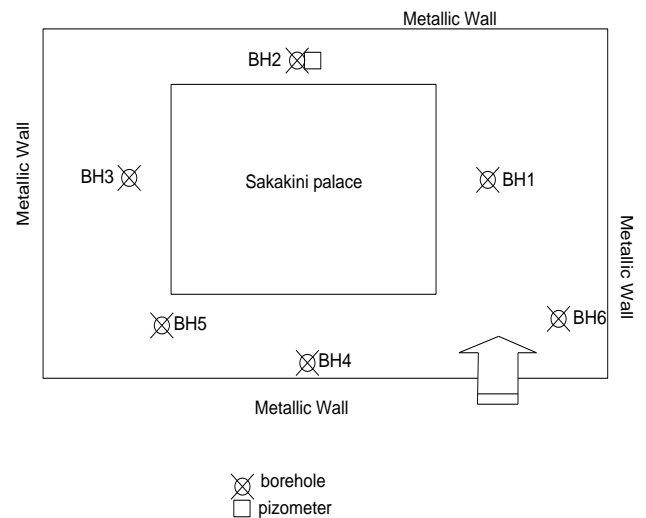 Metallic Wall
BH2
Metallic Wall
BH3
Sakakini palace
BH1
Metallic Wall
BH5
BH6
BH4
Metallic Wall
borehole
pizometer